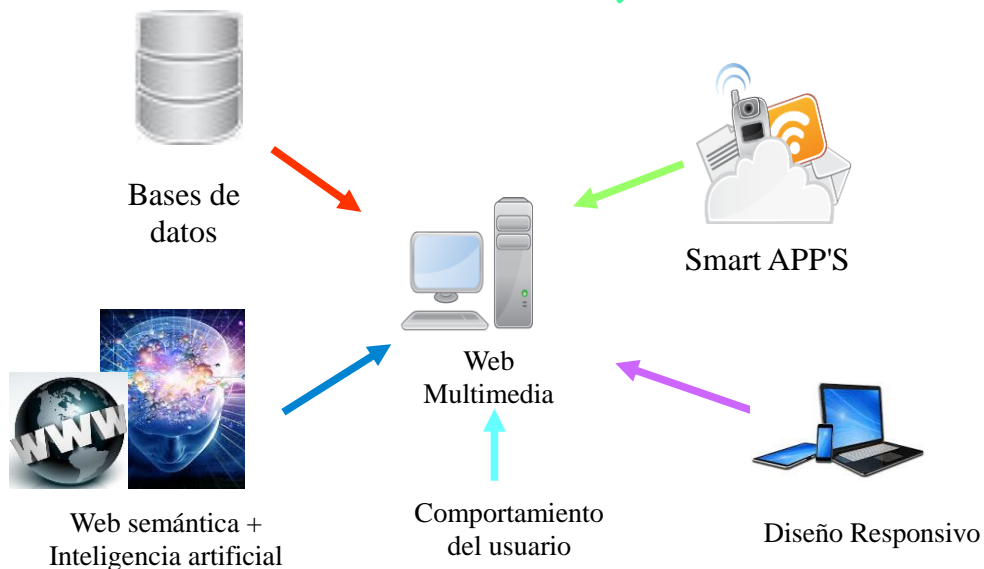 Bases de
datos
Smart APP'S
Web
Multimedia
WWW
Web semántica +
Inteligencia artificial
Comportamiento
del usuario
Diseño Responsivo